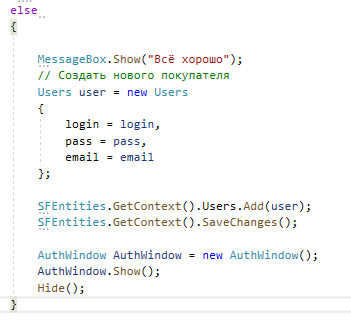 else
{
MessageBox.Show("Всё хорошо");
// Создать нового покупателя
Users user = new Users
{
login = login,
pass = pass,
email = email
};
SFEntities.GetContext().Users.Add(user);
SFEntities.GetContext().SaveChanges();
AuthWindow AuthWindow = new AuthWindow();
AuthWindow.Show();
Hide();
}